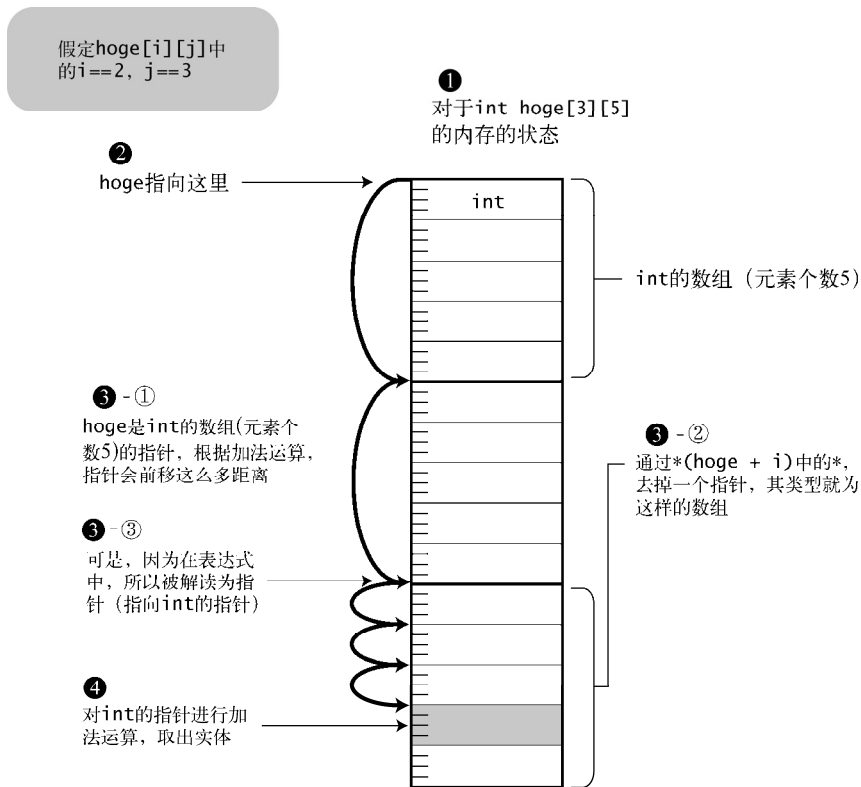 假定hoge[i][j]中
的i==2, j==3
❶
对于int hoge[3][5]
的内存的状态
❷
hoge指向这里
int
int的数组（元素个数5）
❸-①
hoge是int的数组(元素个
数5)的指针，根据加法运算，
指针会前移这么多距离
❸-②
通过*(hoge + i)中的*，
去掉一个指针，其类型就为
这样的数组
❸-③
可是，因为在表达式
中，所以被解读为指
针（指向int的指针）
❹
对int的指针进行加
法运算，取出实体